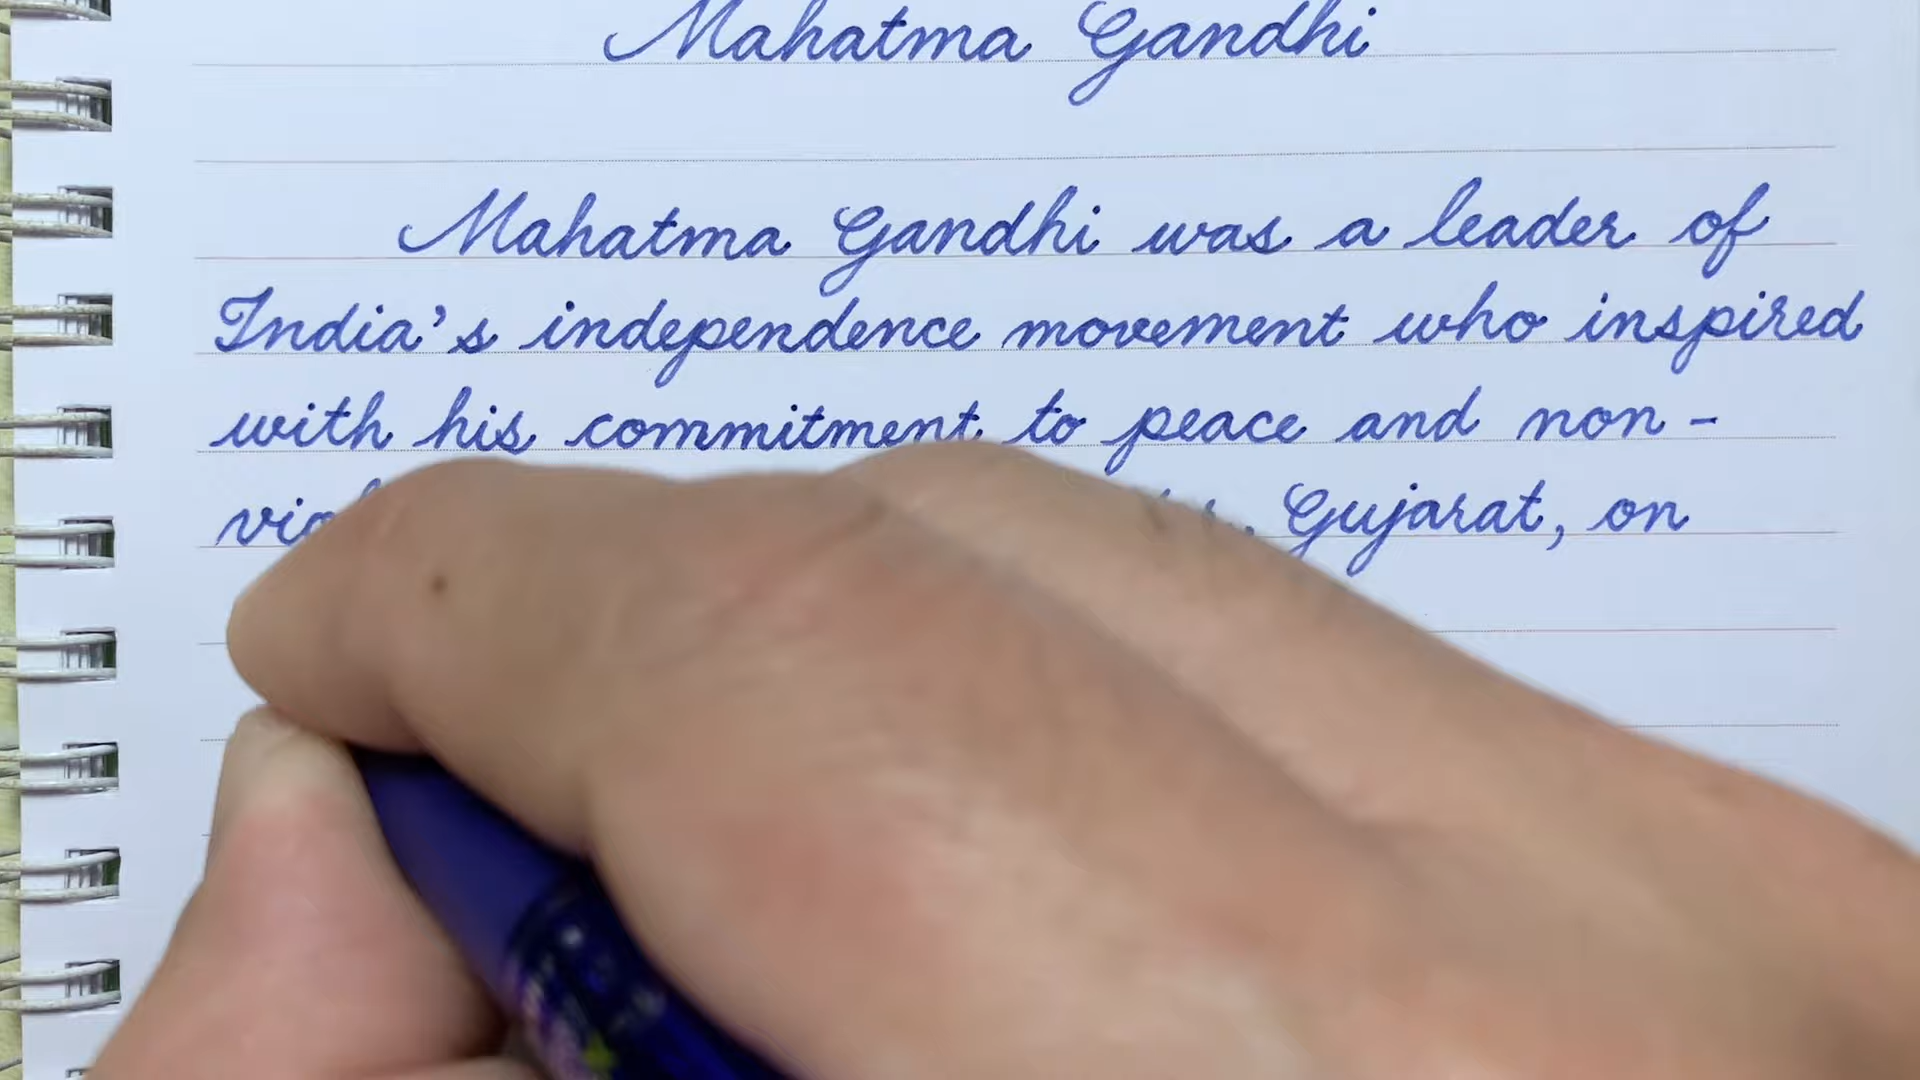 Mahatma Gandhi
Mahatma Gandhi was a leader of
India's independence movement who inspired
with his commitment to peace and non-
Gujarat, on